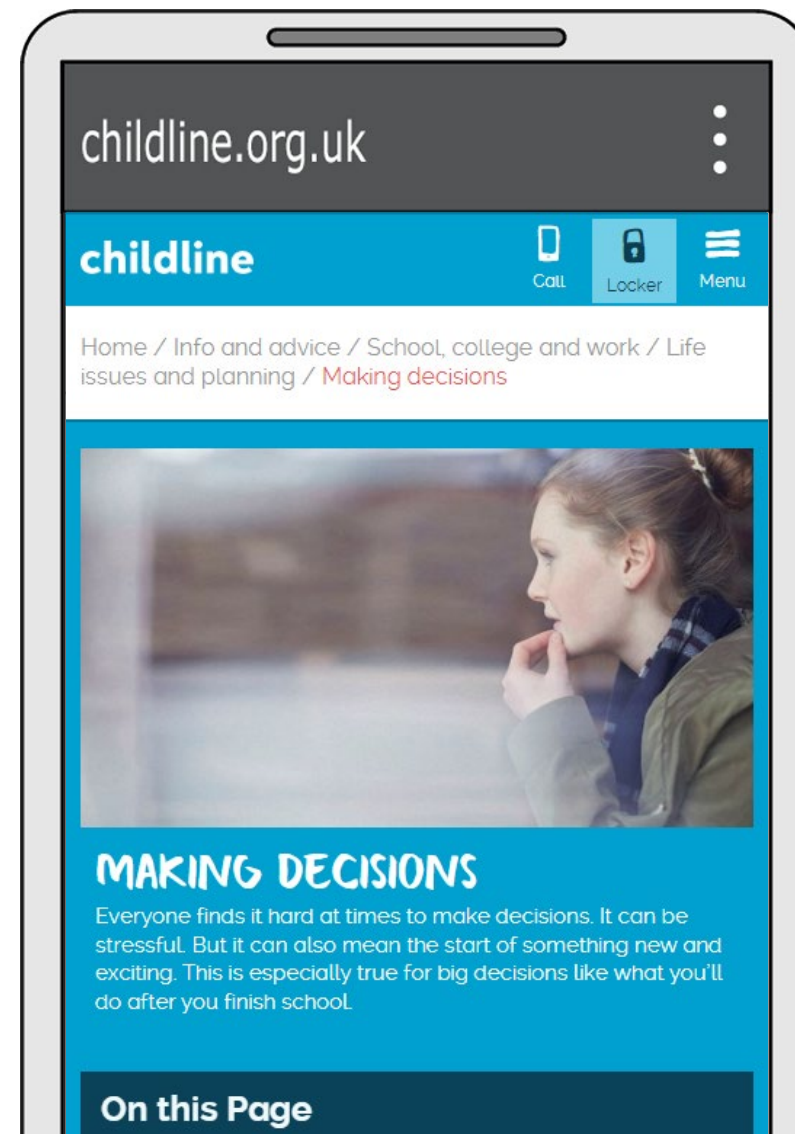 childline.org.uk
childline
Call
Locker
Menu
Home / Info and advice / School, college and work / Life
issues and planning / Making decisions
MAKING DECISIONS
Everyone finds it hard at times to make decisions. It can be
stressful. But it can also mean the start of something new and
exciting. This is especially true for big decisions like what you'll
do after you finish school.
On this Page